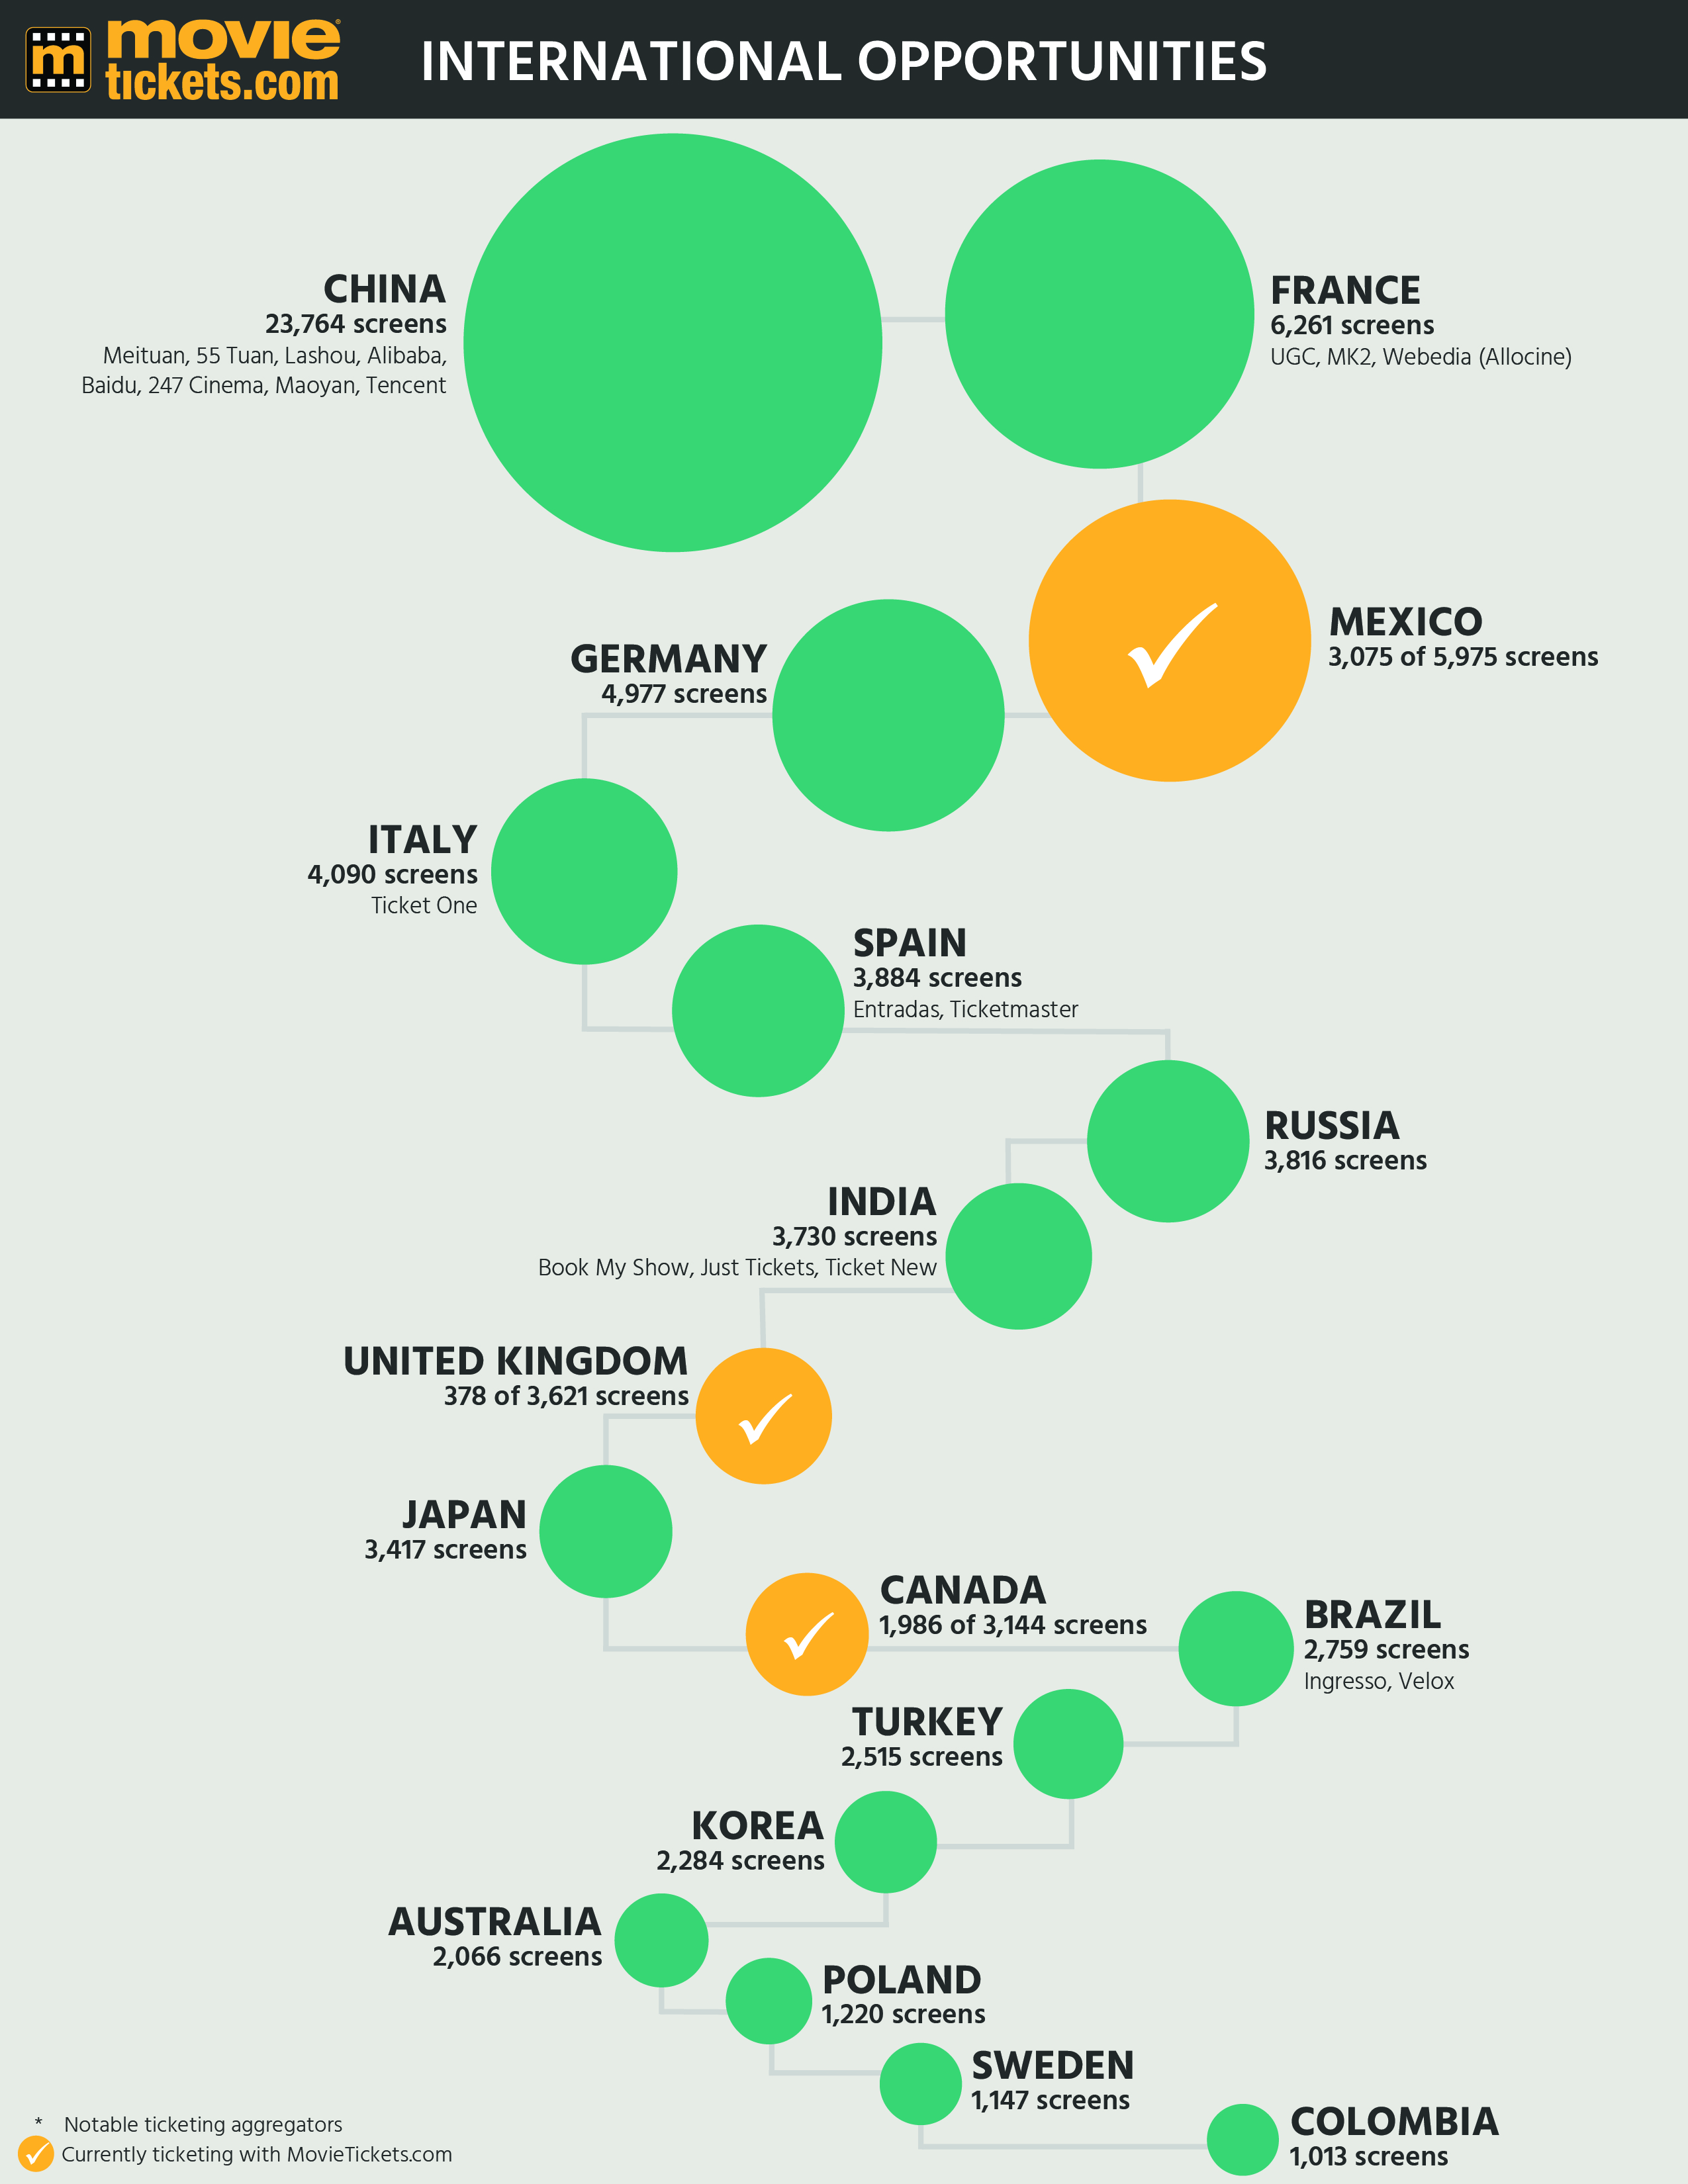 m movie® tickets.com
INTERNATIONAL OPPORTUNITIES
CHINA
23,764 screens
Meituan, 55 Tuan, Lashou, Alibaba,
Baidu, 247 Cinema, Maoyan, Tencent
FRANCE
6,261 screens
UGC, MK2, Webedia (Allocine)
MEXICO
3,075 of 5,975 screens
GERMANY
4,977 screens
ITALY
4,090 screens
Ticket One
SPAIN
3,884 screens
Entradas, Ticketmaster
RUSSIA
3,816 screens
INDIA
3,730 screens
Book My Show, Just Tickets, Ticket New
UNITED KINGDOM
378 of 3,621 screens
JAPAN
3,417 screens
CANADA
1,986 of 3,144 screens
BRAZIL
2,759 screens
Ingresso, Velox
TURKEY
2,515 screens
KOREA
2,284 screens
AUSTRALIA
2,066 screens
POLAND
1,220 screens
SWEDEN
1,147 screens
COLOMBIA
1,013 screens
* Notable ticketing aggregators
Currently ticketing with MovieTickets.com